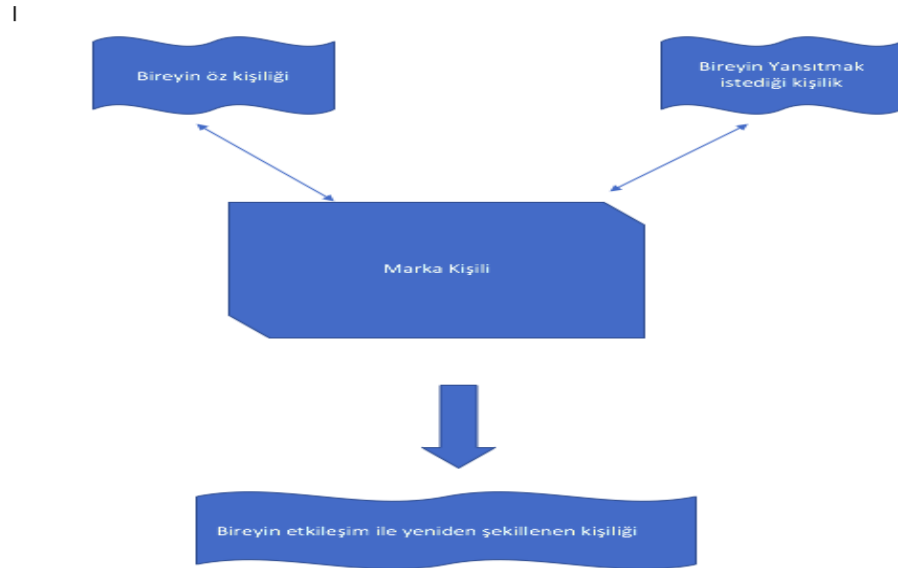 I
Bireyin öz kişiliği
Bireyin Yansıtmak
istediği kişilik
Marka Kişili
Bireyin etkileşim ile yeniden şekillenen kişiliği